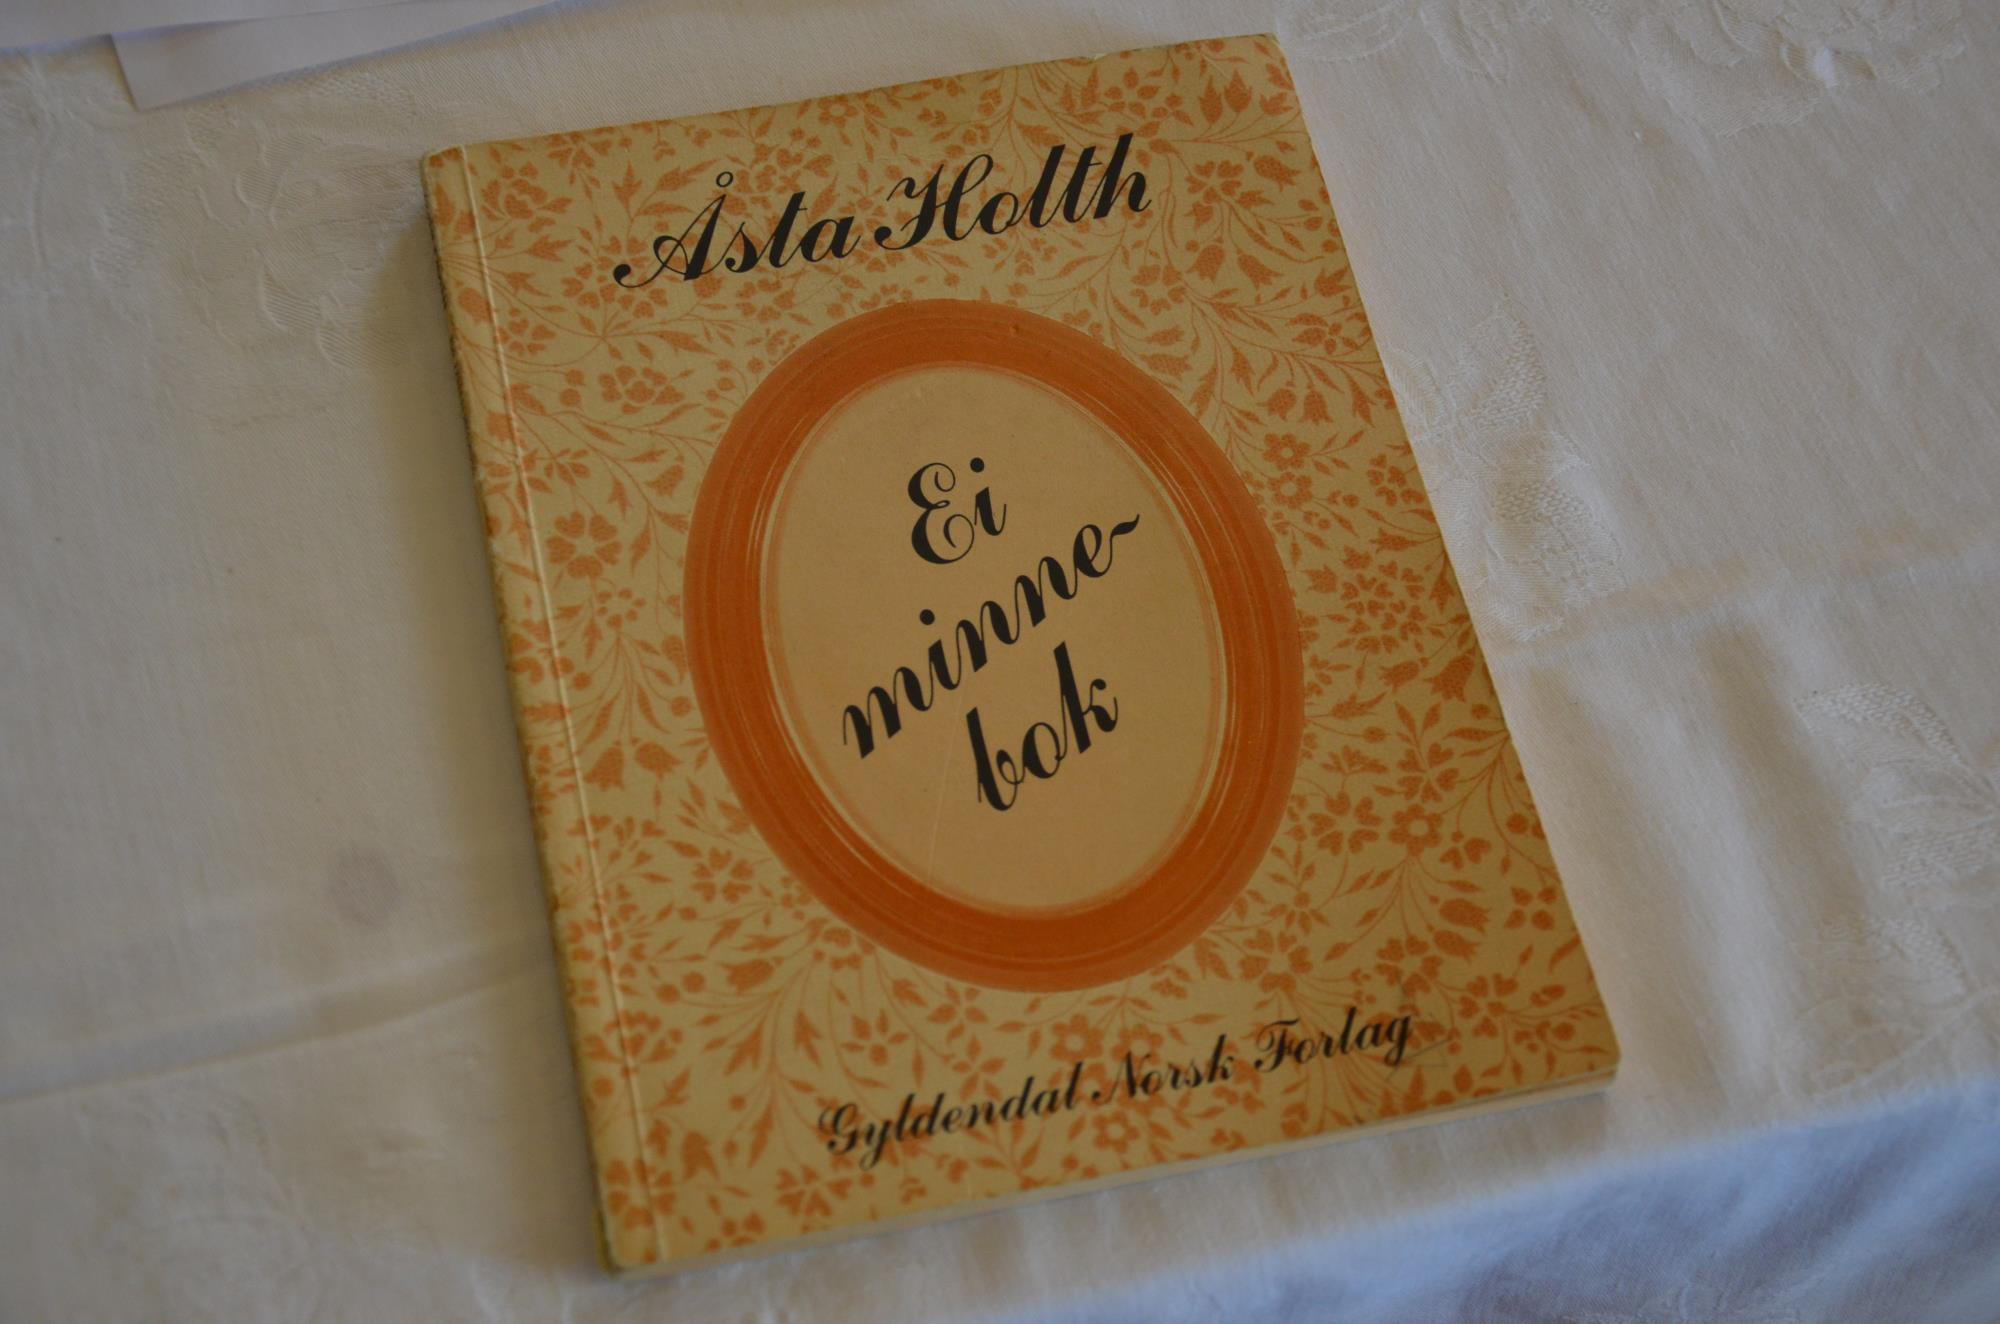 Åsta Holth
Ei
minne-
bok
Gyldendal Norsk Forlag